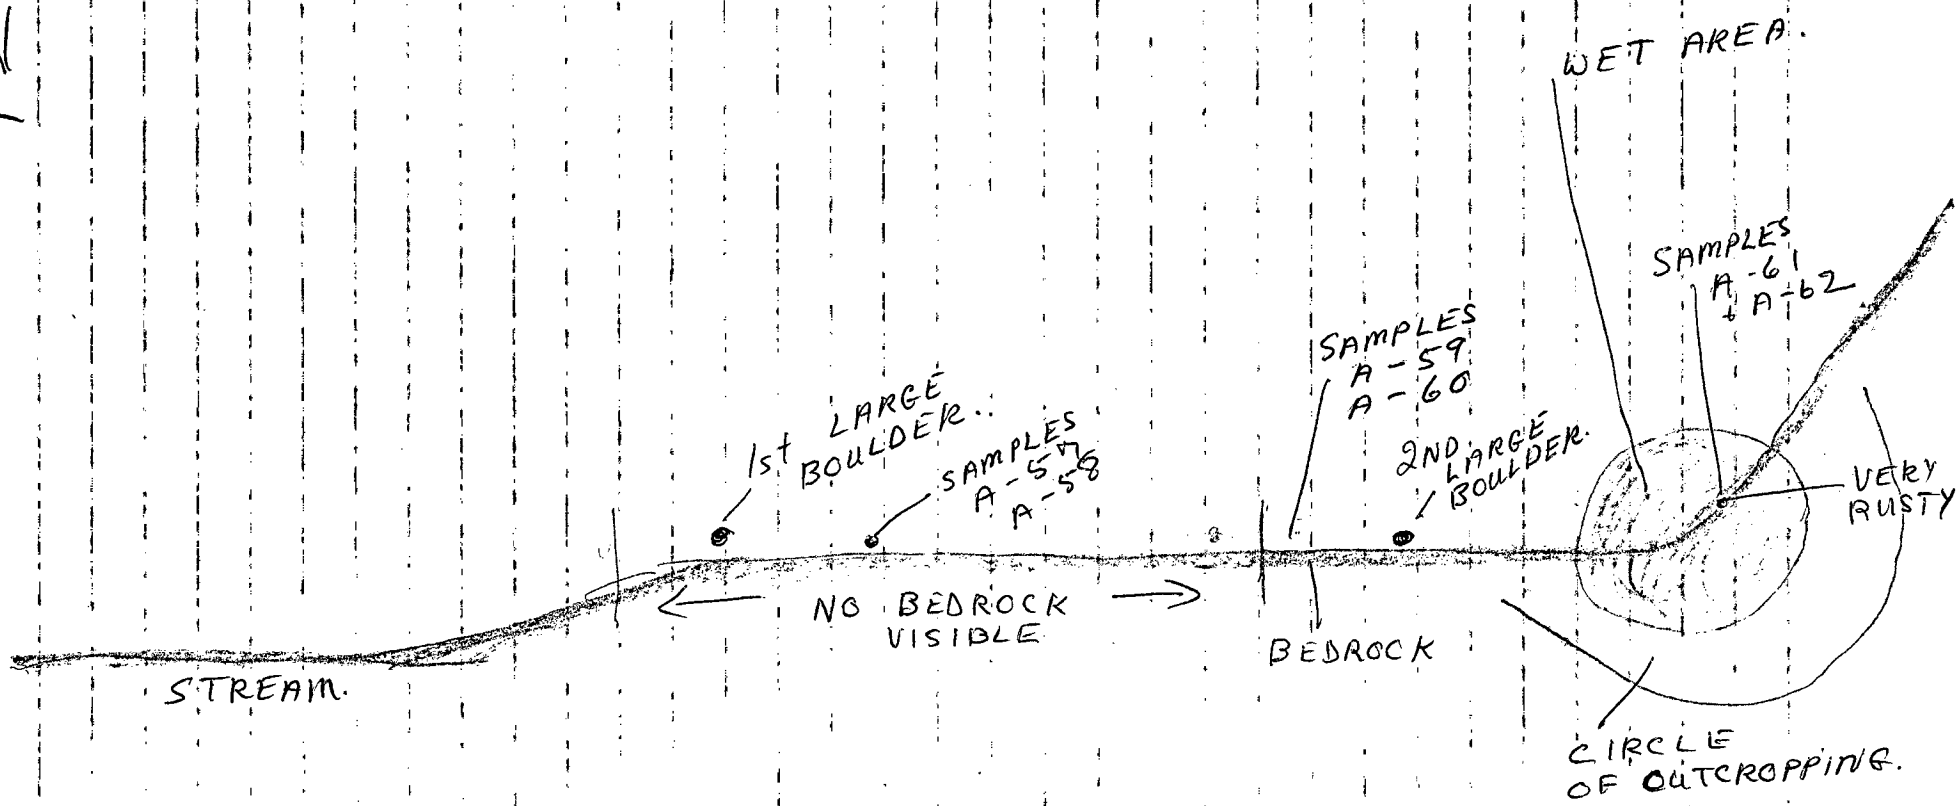 WET AREA.
SAMPLES
A-61
+ A-62
SAMPLES
A-59
A-60
1st LARGE
BOULDER.
SAMPLES
A-57
A-58
2ND LARGE
BOULDER.
VERY
RUSTY
NO BEDROCK
VISIBLE
BEDROCK
STREAM.
CIRCLE
OF OUTCROPPING.